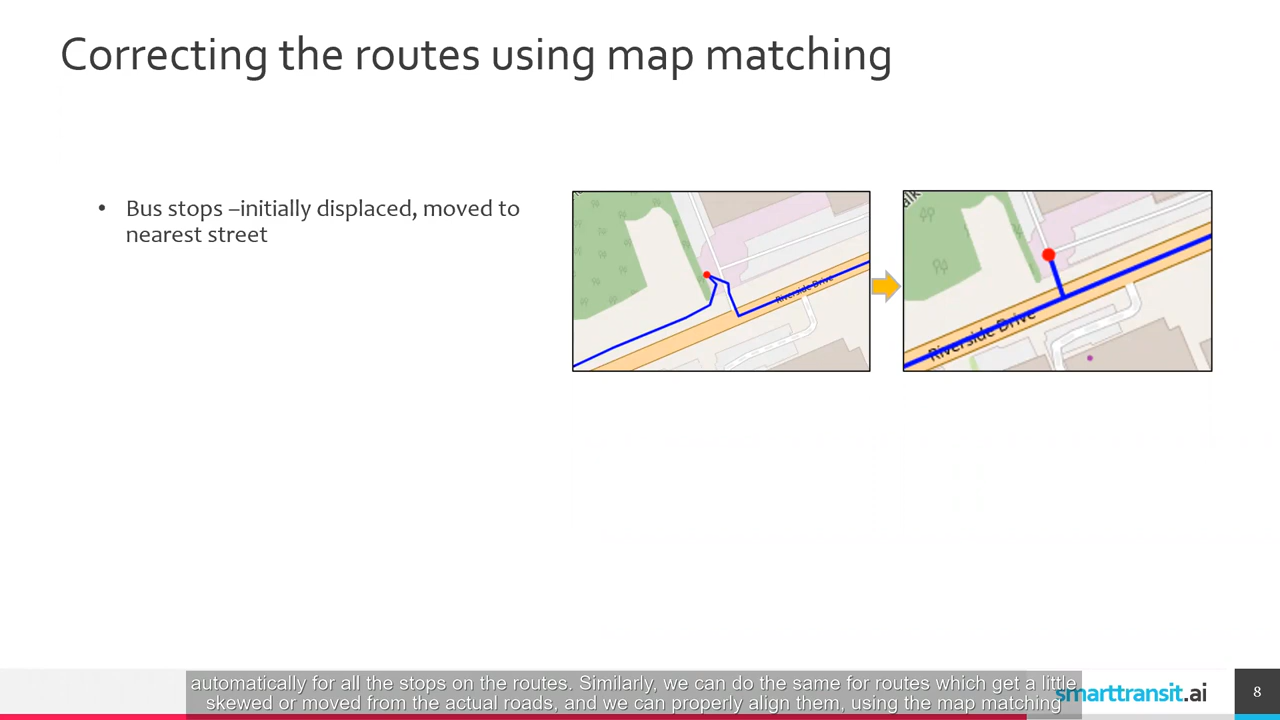 Correcting the routes using map matching
• Bus stops –initially displaced, moved to
nearest street
Riverside Drive
alk
Riverside Drive
automatically for all the stops on the routes. Similarly, we can do the same for routes which get a little
skewed or moved from the actual roads, and we can properly align them, using the map matching
smarttransit.ai
8